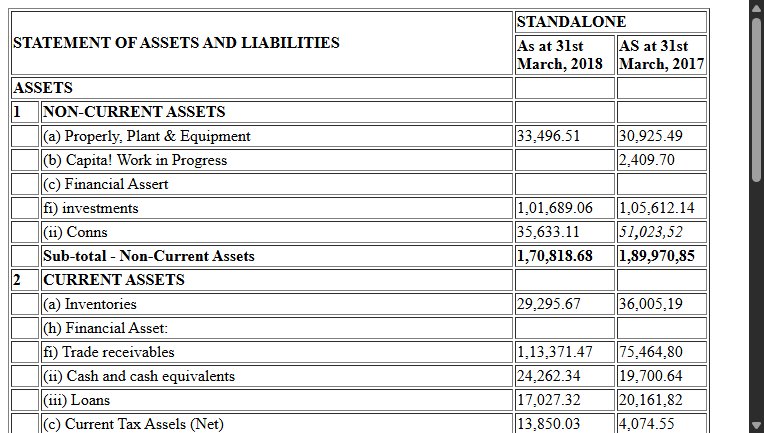 STATEMENT OF ASSETS AND LIABILITIES STANDALONE
As at 31st March, 2018 AS at 31st March, 2017
ASSETS
1 NON-CURRENT ASSETS
(a) Properly, Plant & Equipment 33,496.51 30,925.49
(b) Capita! Work in Progress 2,409.70
(c) Financial Assert
fi) investments 1,01,689.06 1,05,612.14
(ii) Conns 35,633.11 51,023,52
Sub-total - Non-Current Assets 1,70,818.68 1,89,970,85
2 CURRENT ASSETS
(a) Inventories 29,295.67 36,005,19
(h) Financial Asset:
fi) Trade receivables 1,13,371.47 75,464,80
(ii) Cash and cash equivalents 24,262.34 19,700.64
(iii) Loans 17,027.32 20,161,82
(c) Current Tax Assels (Net) 13,850.03 4,074.55